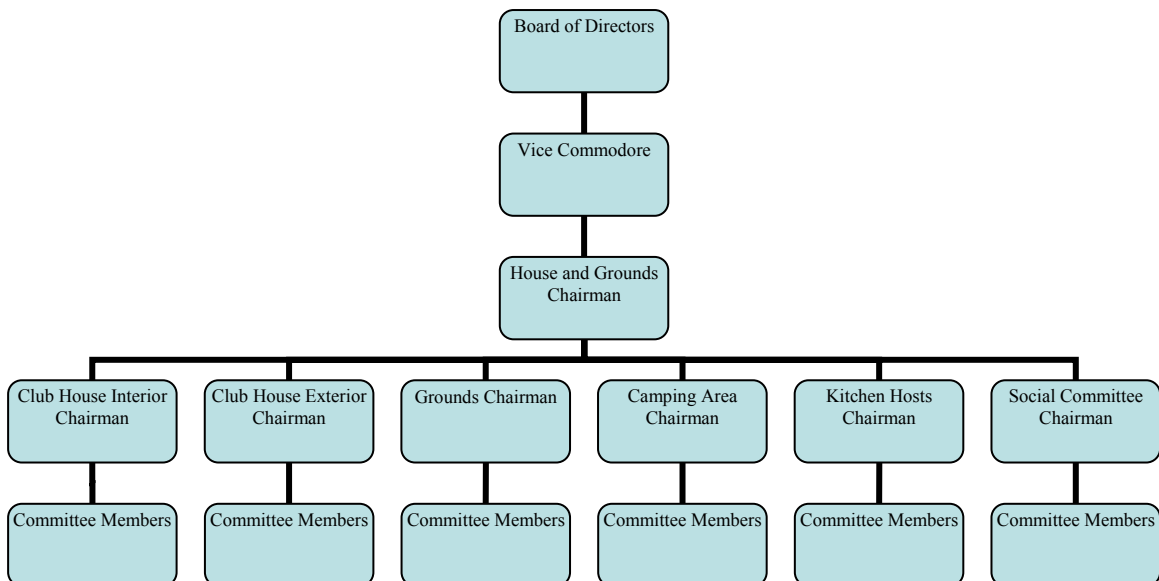 Board of Directors
Vice Commodore
House and Grounds
Chairman
Club House Interior
Chairman
Club House Exterior
Chairman
Grounds Chairman
Camping Area
Chairman
Kitchen Hosts
Chairman
Social Committee
Chairman
Committee Members
Committee Members
Committee Members
Committee Members
Committee Members
Committee Members